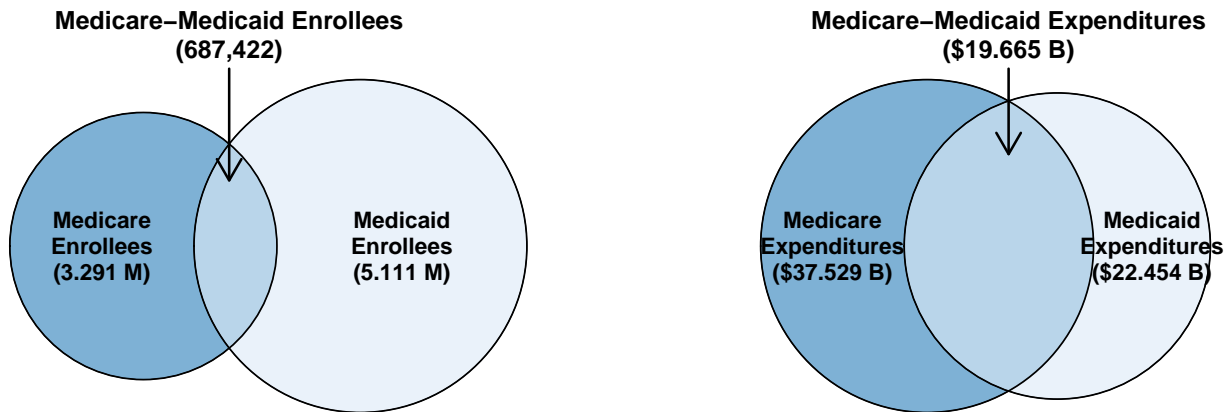 Medicare−Medicaid Enrollees
(687,422)
Medicare
Enrollees
(3.291 M)
Medicaid
Enrollees
(5.111 M)
Medicare−Medicaid Expenditures
($19.665 B)
Medicare
Expenditures
($37.529 B)
Medicaid
Expenditures
($22.454 B)